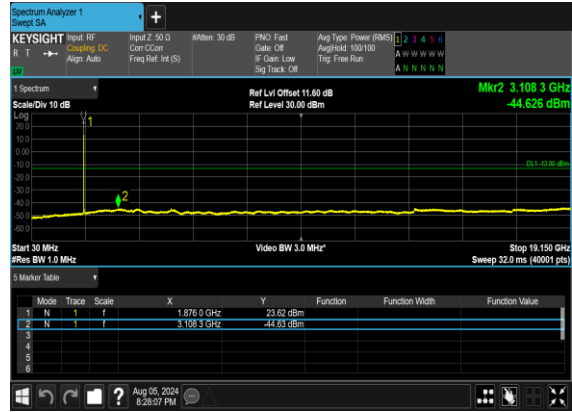 Spectrum Analyzer 1
Swept SA
+
KEYSIGHT Input: RF Input Z: 50 Ω #Atten: 30 dB PNO: Fast Avg Type: Power (RMS) 1 2 3 4 5 6
R T Coupling: DC Corr CCorr Gate: Off Avg|Hold: 100/100 A W W W W W
Align: Auto Freq Ref: Int (S) IF Gain: Low Trig: Free Run
Sig Track: Off A N N N N N
1 Spectrum Ref Lvl Offset 11.60 dB Mkr2 3.108 3 GHz
Scale/Div 10 dB Ref Level 30.00 dBm -44.626 dBm
Log
1
20.0
10.0
0.00
-10.0
DL1 -13.00 dBm
-20.0
-30.0
2
-40.0
-50.0
-60.0
Start 30 MHz Video BW 3.0 MHz* Stop 19.150 GHz
#Res BW 1.0 MHz Sweep 32.0 ms (40001 pts)
5 Marker Table
Mode Trace Scale X Y Function Function Width Function Value
1 N 1 f 1.876 0 GHz 23.62 dBm
2 N 1 f 3.108 3 GHz -44.63 dBm
3
4
5
6
? Aug 05, 2024
8:28:07 PM